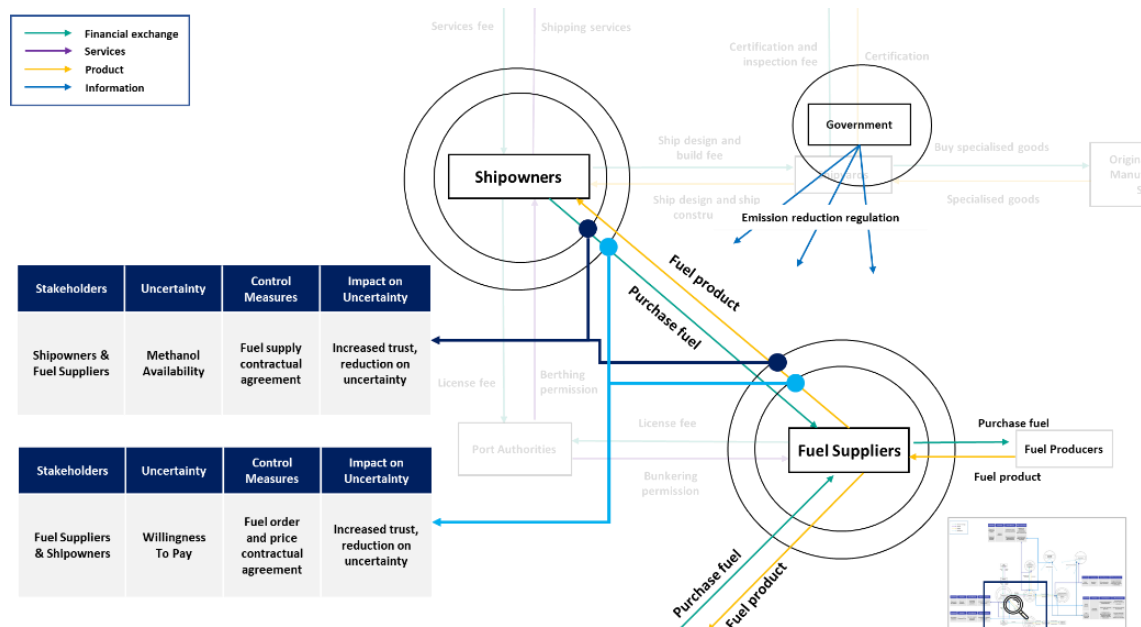 Financial exchange
Services
Product
Information
Services fee
Shipping services
Certification and
inspection fee
Certification
Government
Shipowners
Ship design and
build fee
Buy specialised goods
Ship design and ship
constru
Emission reduction regulation
Specialised goods
Origin
Manu
S
Fuel product
Purchase fuel
Stakeholders
Uncertainty
Control
Measures
Impact on
Uncertainty
Shipowners &
Fuel Suppliers
Methanol
Availability
Fuel supply
contractual
agreement
Increased trust,
reduction on
uncertainty
License fee
Berthing
permission
Port Authorities
License fee
Bunkering
permission
Fuel Suppliers
Purchase fuel
Fuel Producers
Fuel product
Stakeholders
Uncertainty
Control
Measures
Impact on
Uncertainty
Fuel Suppliers
& Shipowners
Willingness
To Pay
Fuel order
and price
contractual
agreement
Increased trust,
reduction on
uncertainty
Purchase fuel
Fuel product